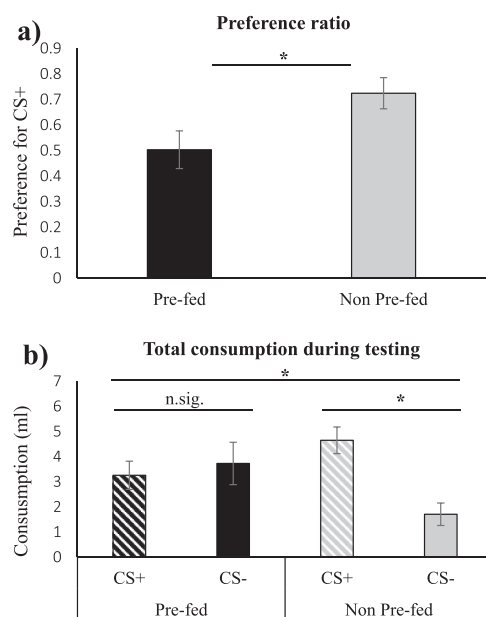 a)
Preference ratio
0.9
0.8
0.7
0.6
0.5
0.4
0.3
0.2
0.1
0
Preference for CS+
*
Pre-fed
Non Pre-fed
b)
Total consumption during testing
7
6
5
4
3
2
1
0
Consusmption (ml)
*
n.sig.
*
CS+ CS- CS+ CS-
Pre-fed Non Pre-fed